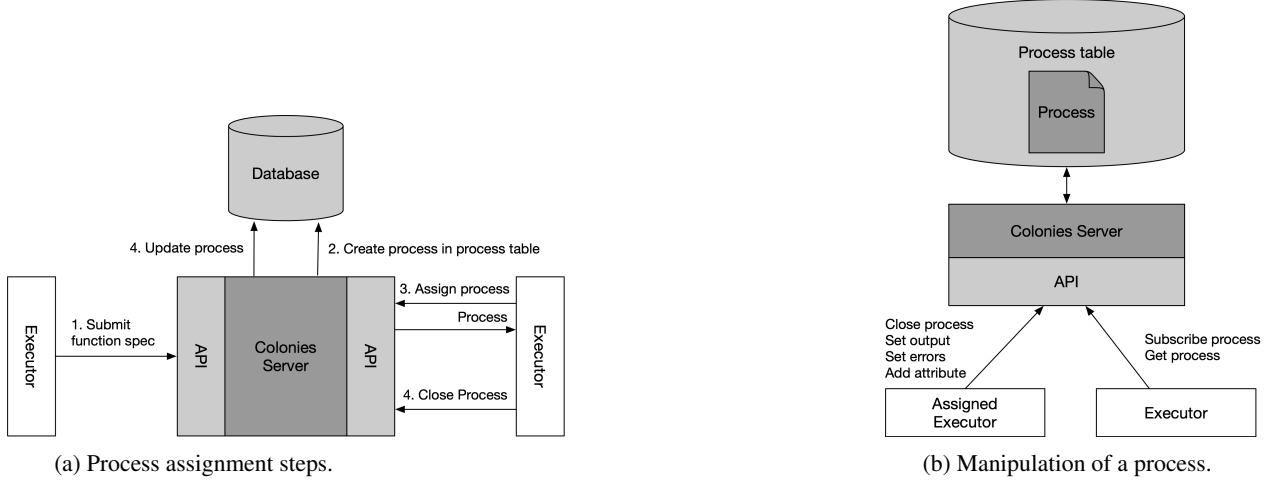 Database
4. Update process
2. Create process in process table
Executor
1. Submit
function spec
API
Colonies
Server
API
3. Assign process
Process
4. Close Process
Executor
(a) Process assignment steps.
Process table
Process
Colonies Server
API
Close process
Set output
Set errors
Add attribute
Subscribe process
Get process
Assigned
Executor
Executor
(b) Manipulation of a process.